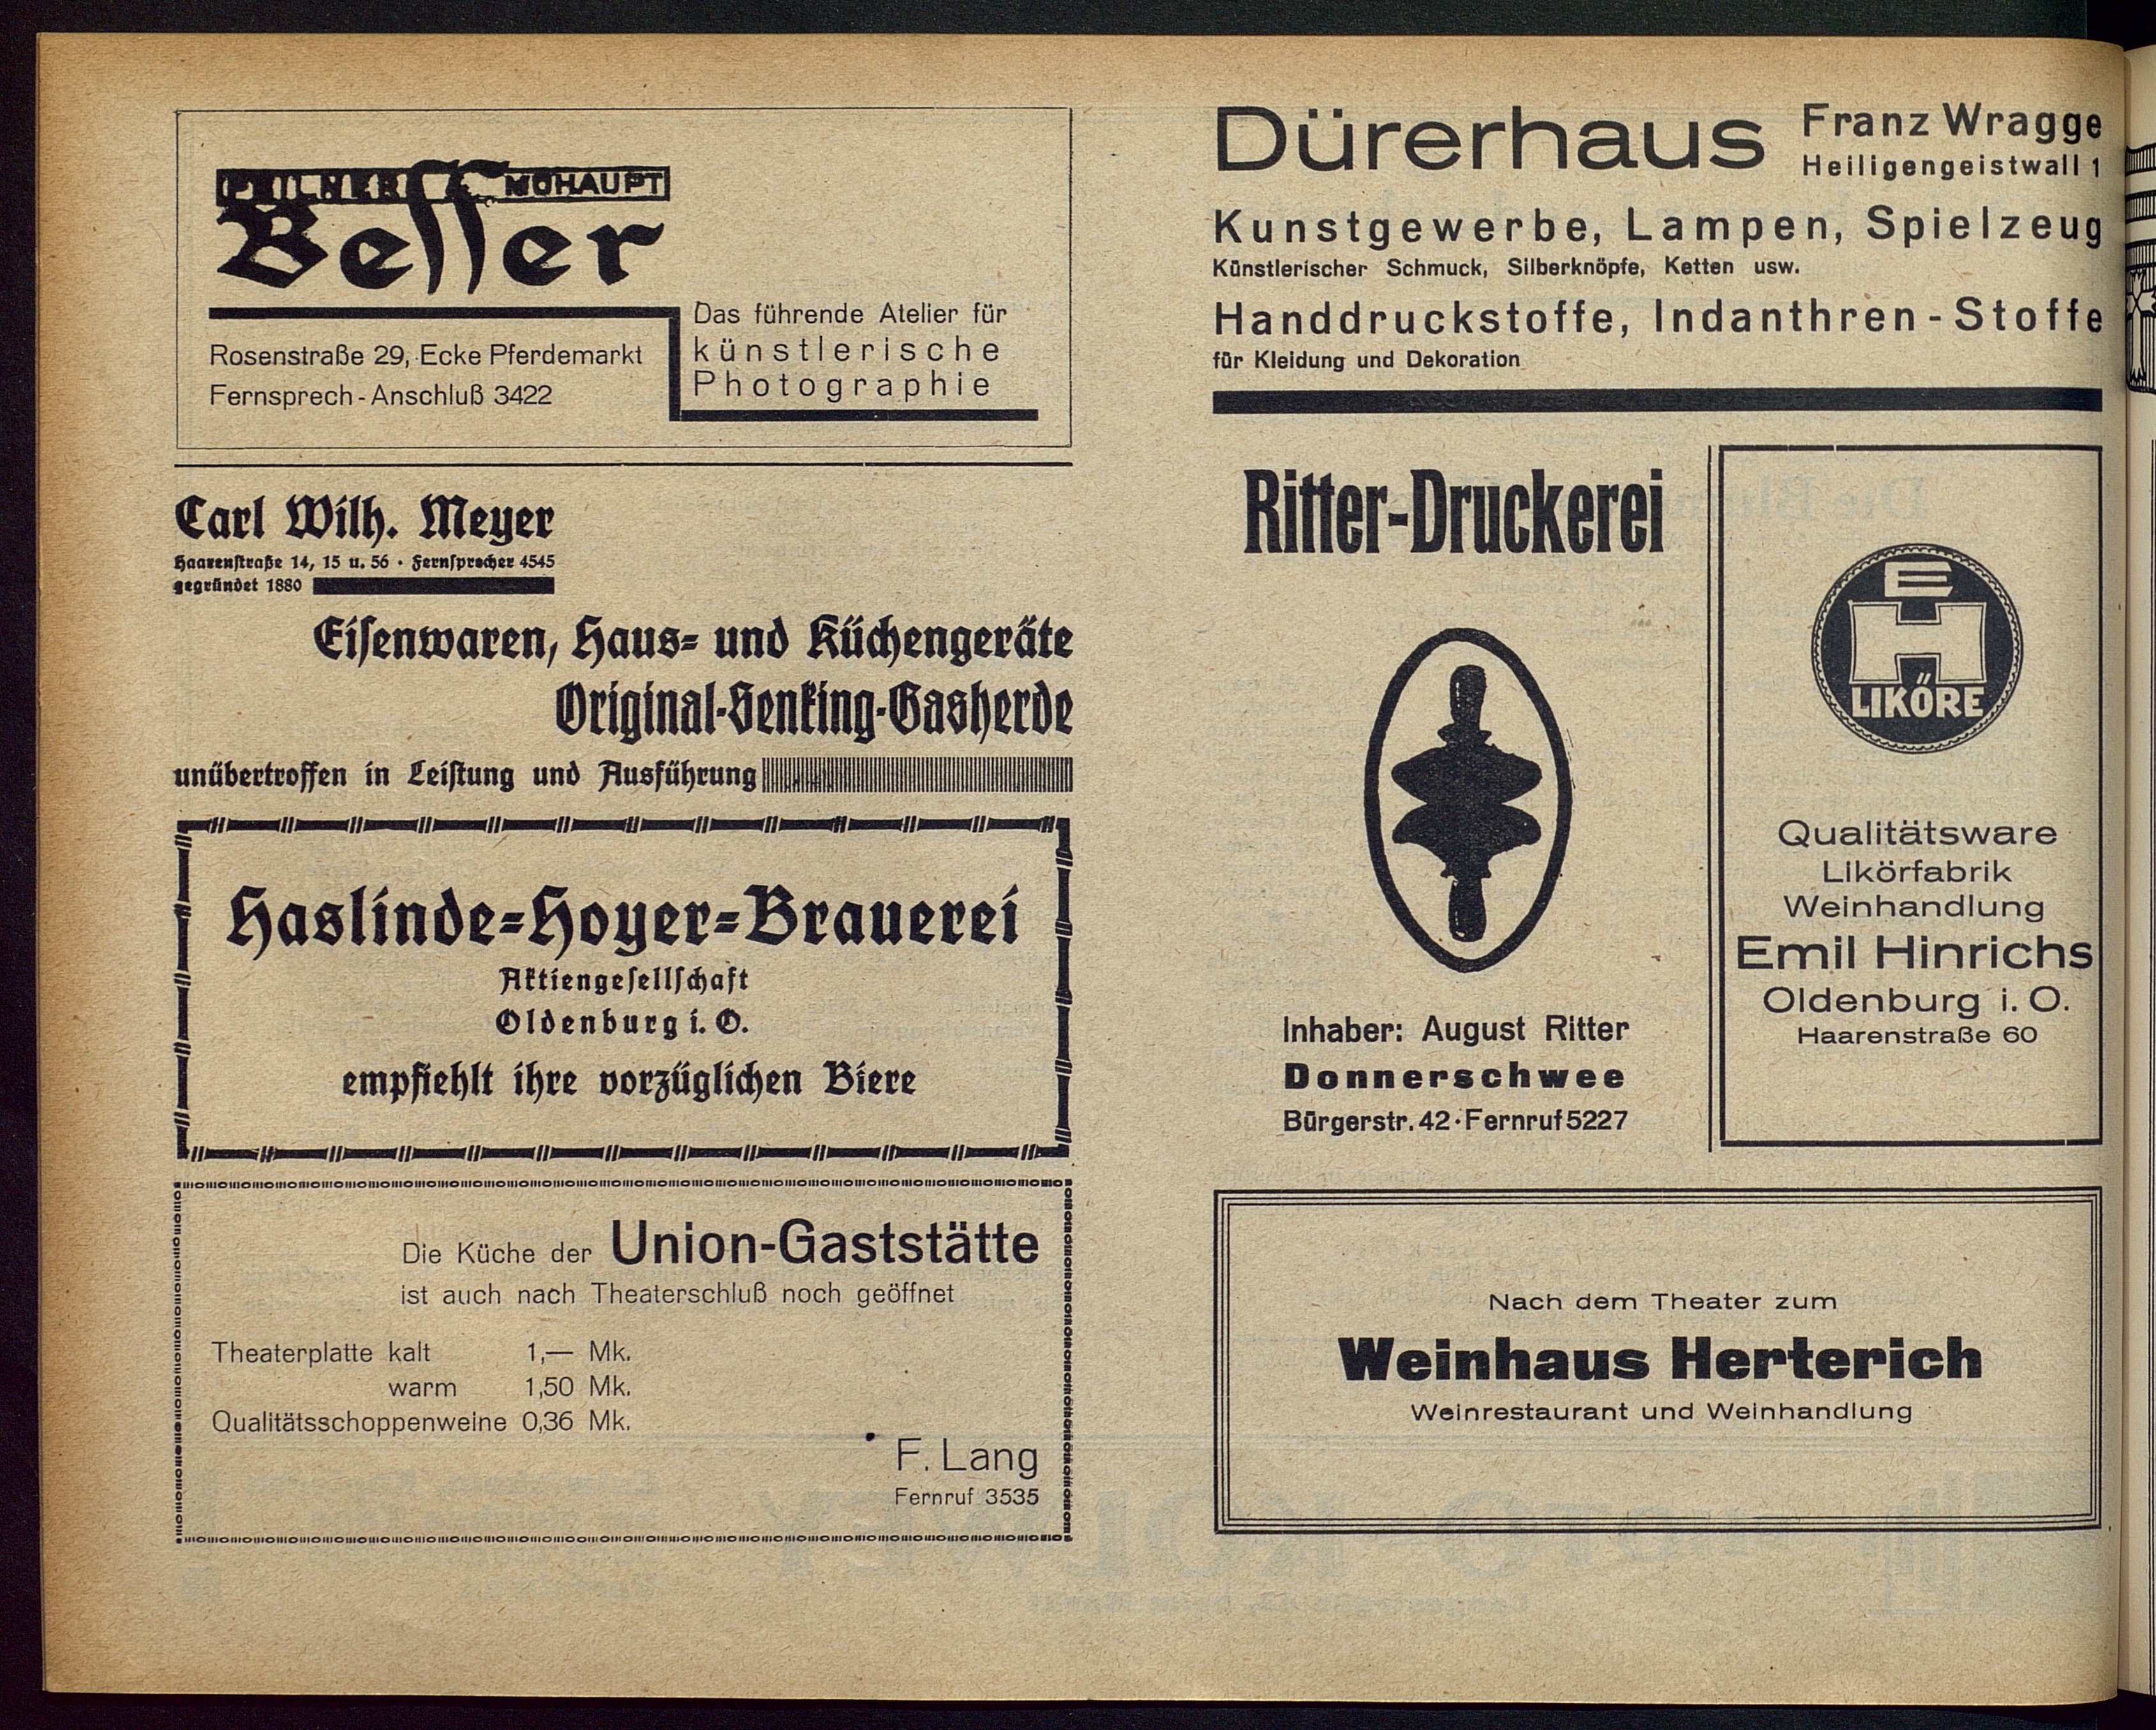 MOHAUPT
Besser
Rosenstraße 29, Ecke Pferdemarkt
Fernsprech-Anschluß 3422
Das führende Atelier für
künstlerische
Photographie
Carl Wilh. Meyer
Haarenstraße 14, 15 u. 56 · Fernsprecher 4545
gegründet 1880
Eisenwaren, Haus- und Küchengeräte
Original-Senking-Gasherde
unübertroffen in Leistung und Ausführung
Haslinde-Hoyer-Brauerei
Aktiengesellschaft
Oldenburg i. O.
empfiehlt ihre vorzüglichen Biere
Die Küche der Union-Gaststätte
ist auch nach Theaterschluß noch geöffnet
Theaterplatte kalt 1,— Mk.
warm 1,50 Mk.
Qualitätsschoppenweine 0,36 Mk.
F. Lang
Fernruf 3535
Dürerhaus Franz Wragge
Heiligengeistwall 1
Kunstgewerbe, Lampen, Spielzeug
Künstlerischer Schmuck, Silberknöpfe, Ketten usw.
Handdruckstoffe, Indanthren-Stoffe
für Kleidung und Dekoration
Ritter-Druckerei
Inhaber: August Ritter
Donnerschwee
Bürgerstr. 42 · Fernruf 5227
E
H
LIKÖRE
Qualitätsware
Likörfabrik
Weinhandlung
Emil Hinrichs
Oldenburg i. O.
Haarenstraße 60
Nach dem Theater zum
Weinhaus Herterich
Weinrestaurant und Weinhandlung